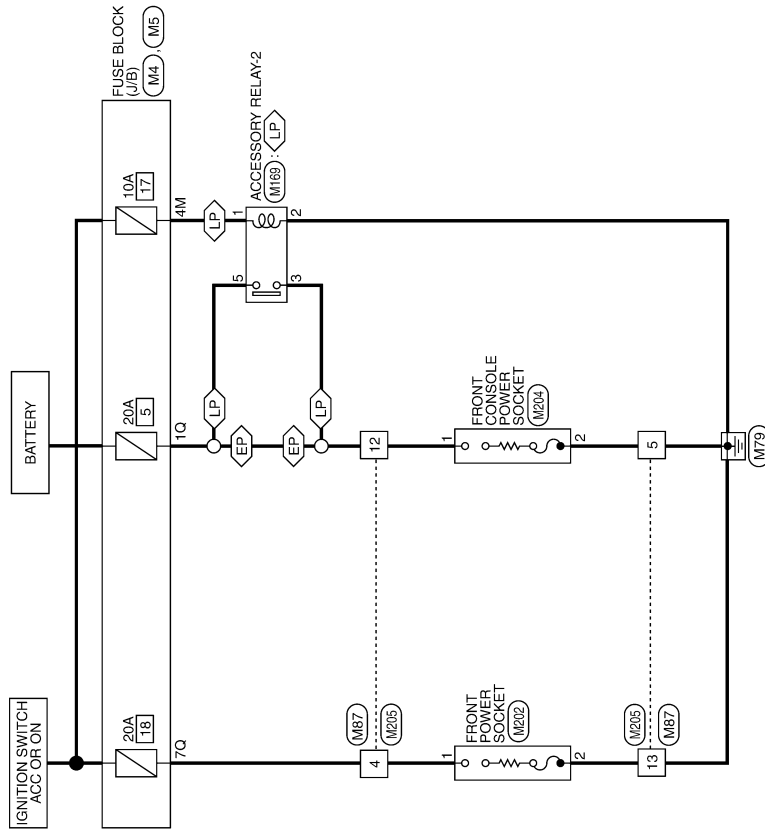 IGNITION SWITCH
ACC OR ON
BATTERY
FUSE BLOCK
(J/B)
M4 , M5
20A
18
20A
5
10A
17
7Q
1Q
4M
LP
ACCESSORY RELAY-2
M169 : LP
1
2
5
3
LP
EP
EP
LP
M87
M205
4
12
FRONT
POWER
SOCKET
M202
1
2
FRONT
CONSOLE
POWER
SOCKET
M204
1
2
M205
M87
13
5
M79